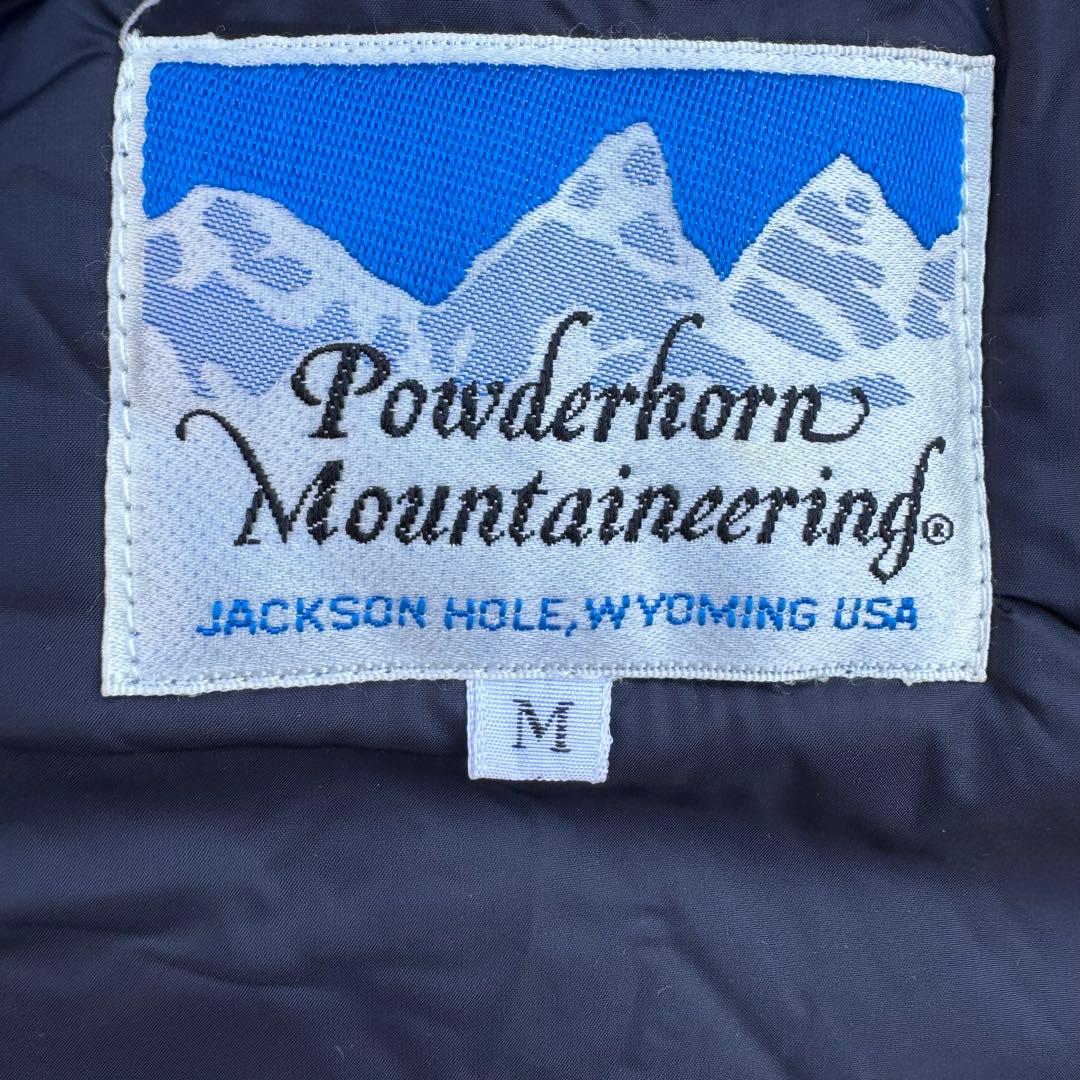 Powderhorn
Mountaineering®
JACKSON HOLE, WYOMING USA
M